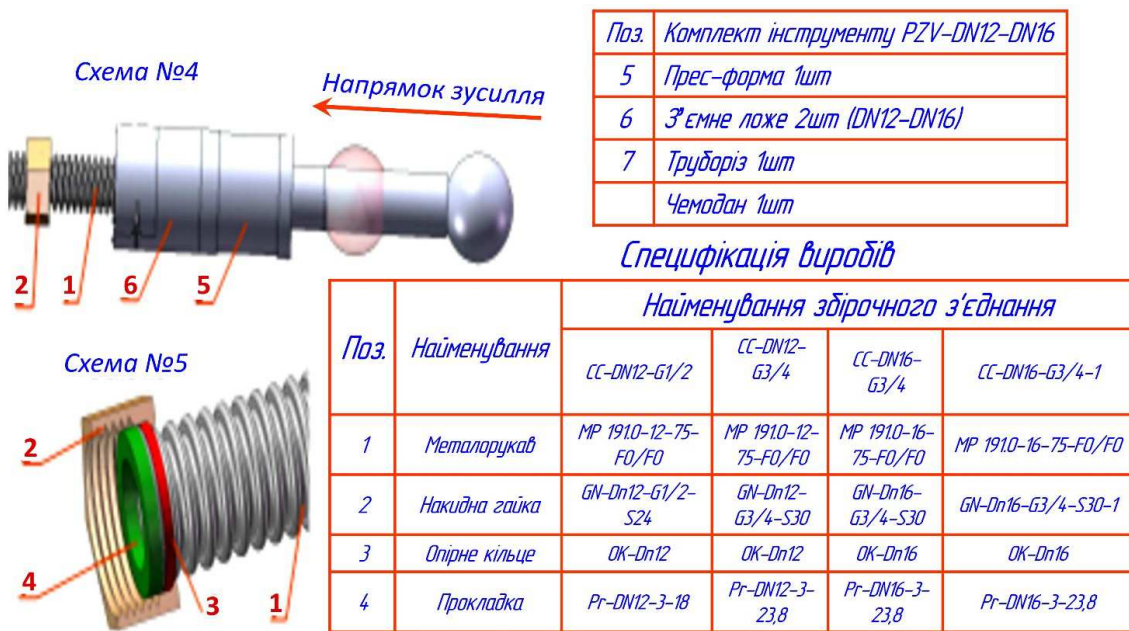 Схема №4
Напрямок зусилля
2 1 6 5
Поз. Комплект інструменту PZV-DN12-DN16
5 Прес-форма 1шт
6 З'ємне ложе 2шт (DN12-DN16)
7 Труборіз 1шт
Чемодан 1шт
Схема №5
2
4
3
1
Специфікація виробів
Поз. Найменування Найменування збірочного з'єднання
CC-DN12-G1/2 CC-DN12-G3/4 CC-DN16-G3/4 CC-DN16-G3/4-1
1 Металорукав МР 191.0-12-75-F0/F0 МР 191.0-12-75-F0/F0 МР 191.0-16-75-F0/F0 МР 191.0-16-75-F0/F0
2 Накидна гайка GN-Dn12-G1/2-S24 GN-Dn12-G3/4-S30 GN-Dn16-G3/4-S30 GN-Dn16-G3/4-S30-1
3 Опірне кільце OK-Dn12 OK-Dn12 OK-Dn16 OK-Dn16
4 Прокладка Pr-DN12-3-18 Pr-DN12-3-23,8 Pr-DN16-3-23,8 Pr-DN16-3-23,8